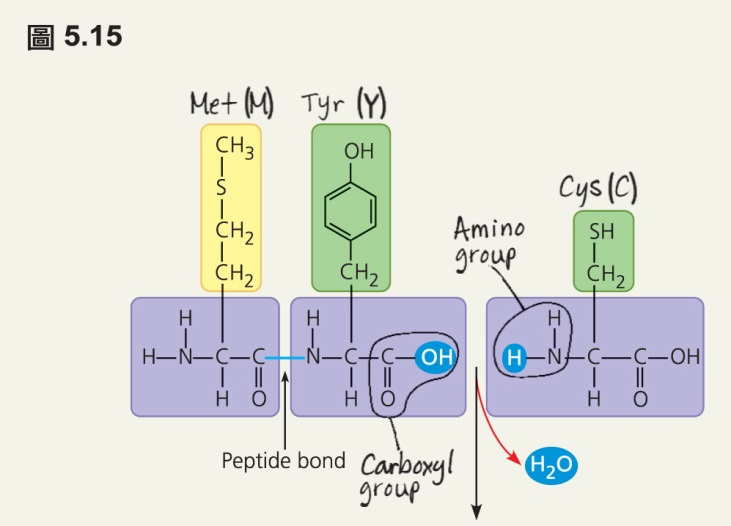 圖 5.15
Met (M)
Tyr (Y)
Cys (C)
CH3
S
CH2
CH2
OH
CH2
Amino
group
SH
CH2
H
H
H
H—N—C—C
N—C—C—OH
H—N—C—C—OH
H O
H O
H O
Peptide bond
Carboxyl
group
H2O